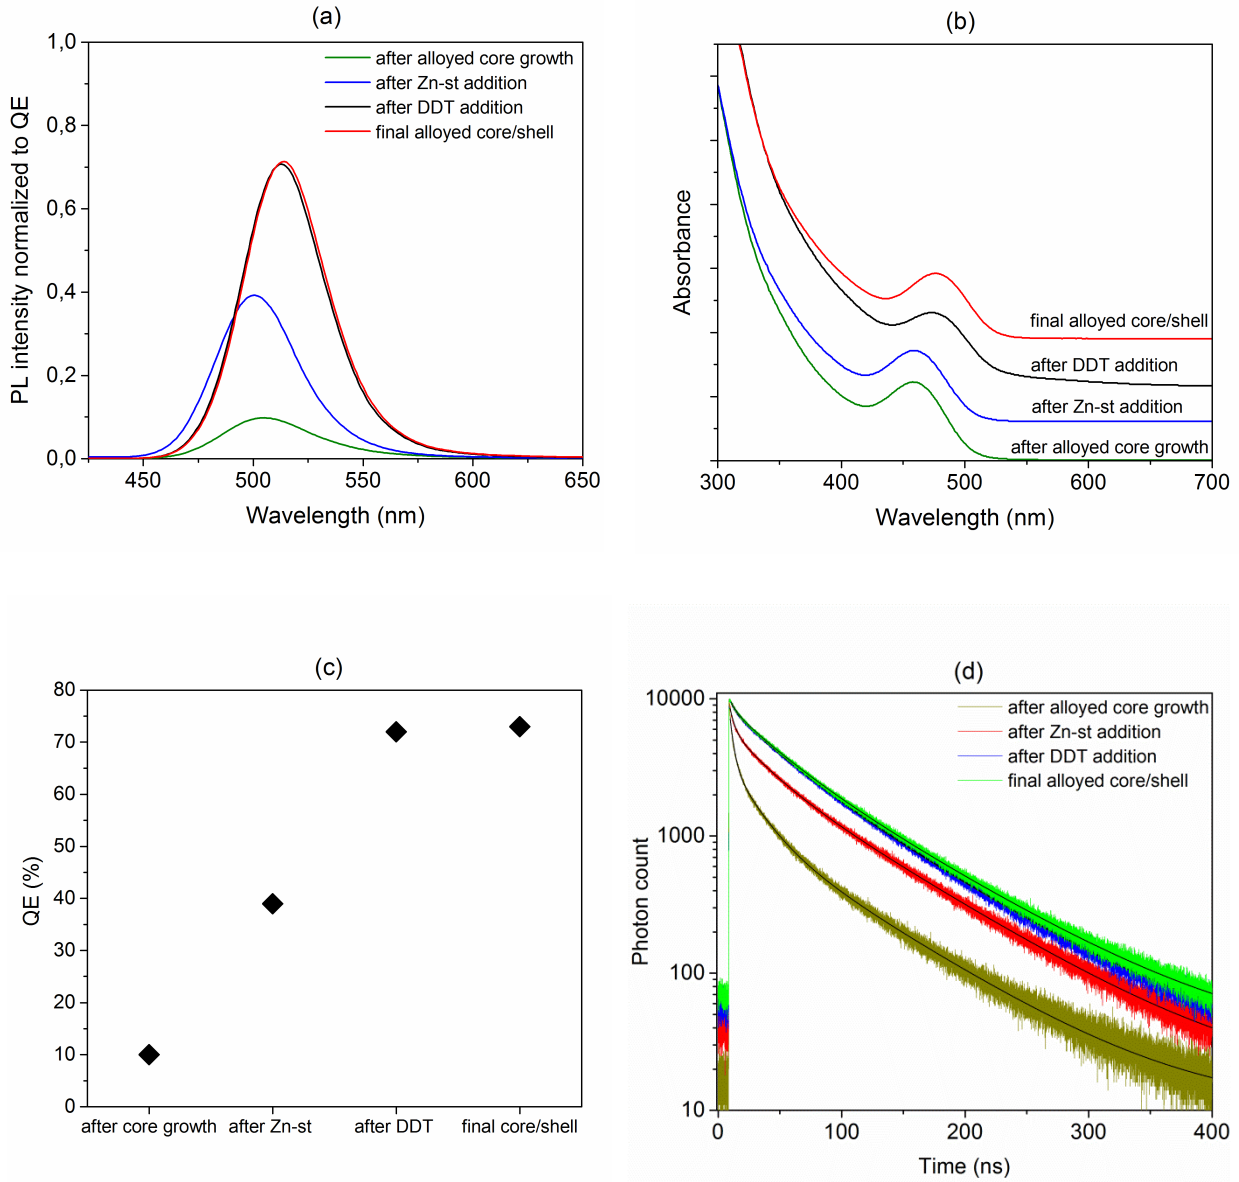 (a)
1,0
0,8
0,6
0,4
0,2
0,0
450
500
550
600
650
PL intensity normalized to QE
Wavelength (nm)
after alloyed core growth
after Zn-st addition
after DDT addition
final alloyed core/shell
(b)
Absorbance
final alloyed core/shell
after DDT addition
after Zn-st addition
after alloyed core growth
300
400
500
600
700
Wavelength (nm)
(c)
80
70
60
50
40
30
20
10
0
QE (%)
after core growth
after Zn-st
after DDT
final core/shell
(d)
10000
1000
100
10
Photon count
after alloyed core growth
after Zn-st addition
after DDT addition
final alloyed core/shell
0
100
200
300
400
Time (ns)